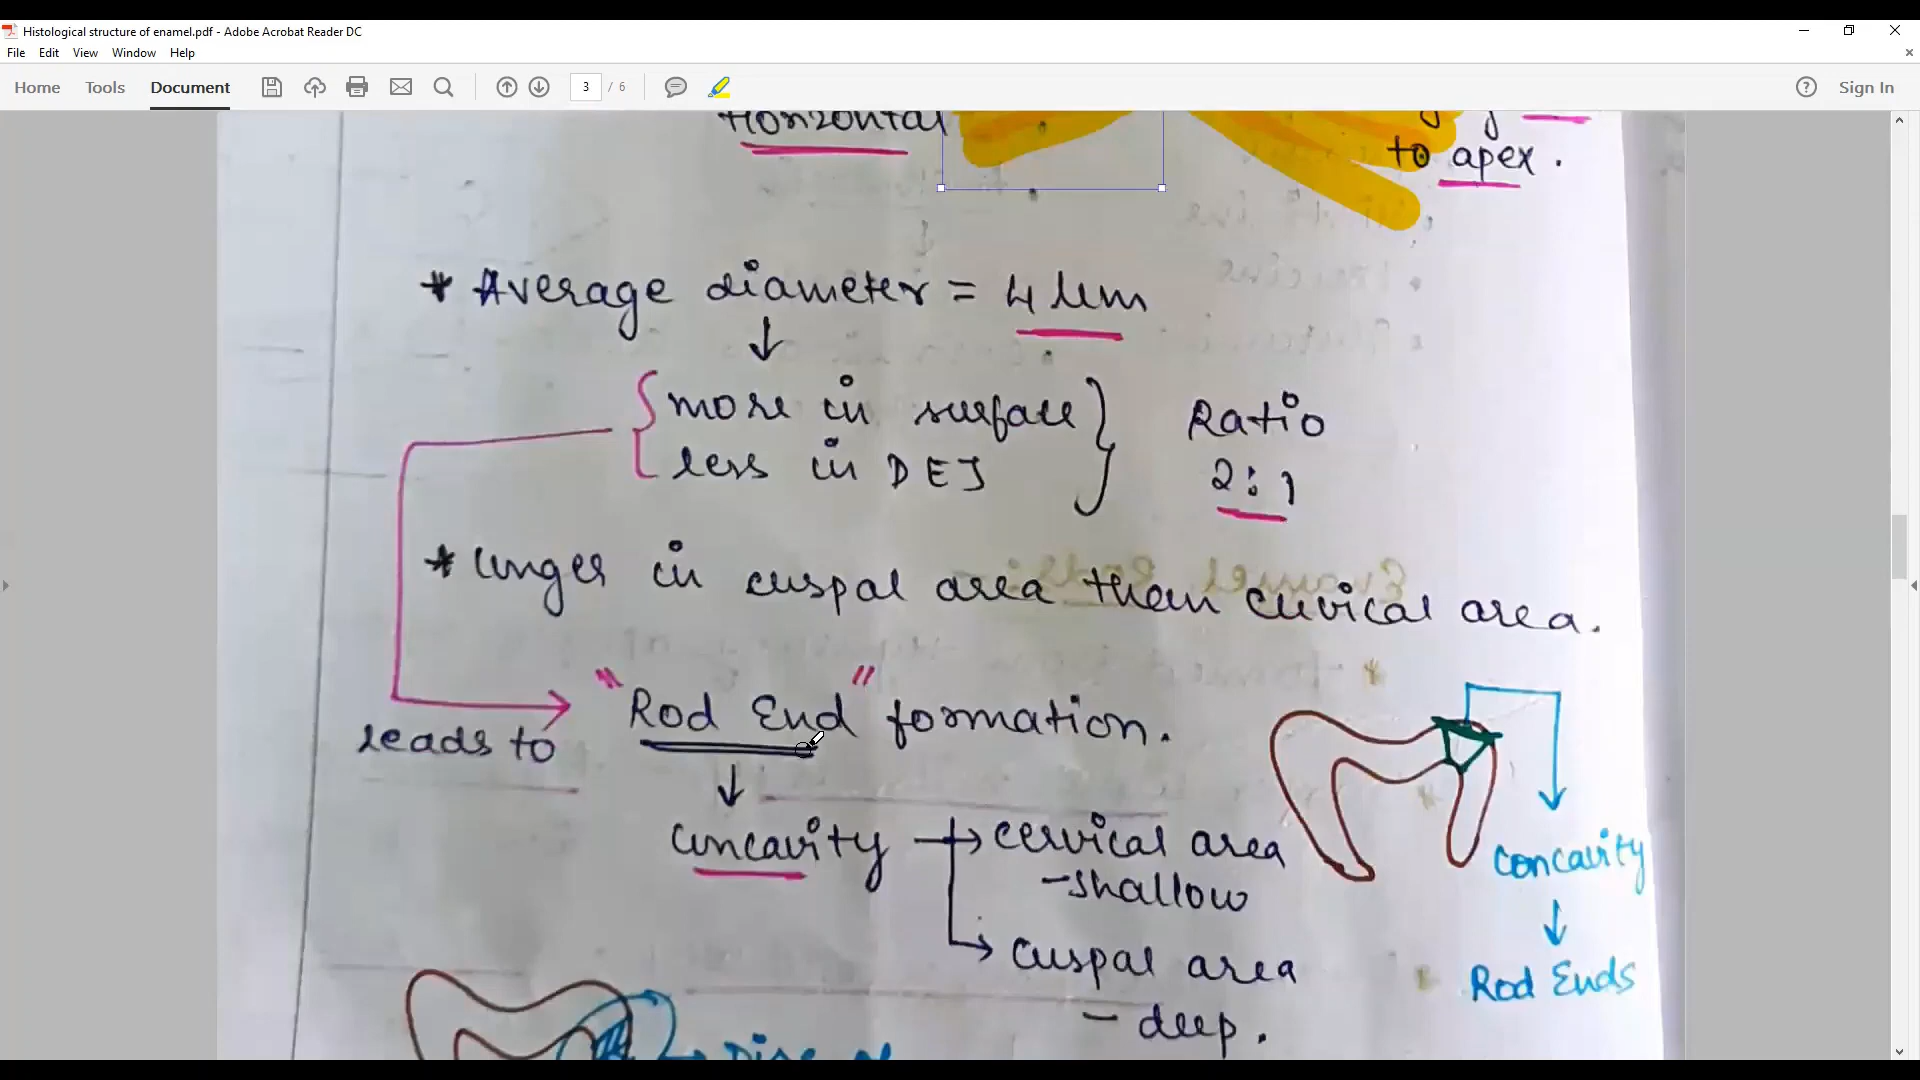 Histological structure of enamel.pdf - Adobe Acrobat Reader DC
File Edit View Window Help
Home Tools Document 3 / 6 Sign In
Horizontal
to apex.
* Average diameter = 4 μm
↓
{ more in surface } Ratio
less in DEJ 2:1
* longer in cuspal area than cervical area.
"Rod End" formation.
leads to
↓
concavity → cervical area
- shallow
→ cuspal area
- deep.
concavity
↓
Rod Ends